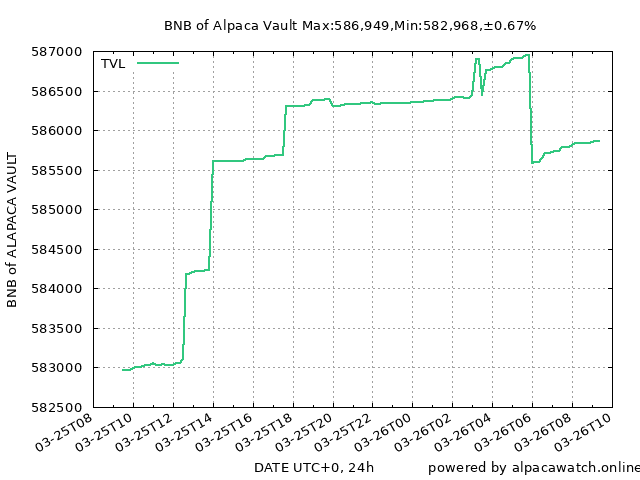 BNB of Alpaca Vault Max:586,949,Min:582,968,±0.67%
TVL
587000
586500
586000
585500
585000
584500
584000
583500
583000
582500
BNB of ALAPACA VAULT
03-25T08
03-25T10
03-25T12
03-25T14
03-25T16
03-25T18
03-25T20
03-25T22
03-26T00
03-26T02
03-26T04
03-26T06
03-26T08
03-26T10
DATE UTC+0, 24h
powered by alpacawatch.online